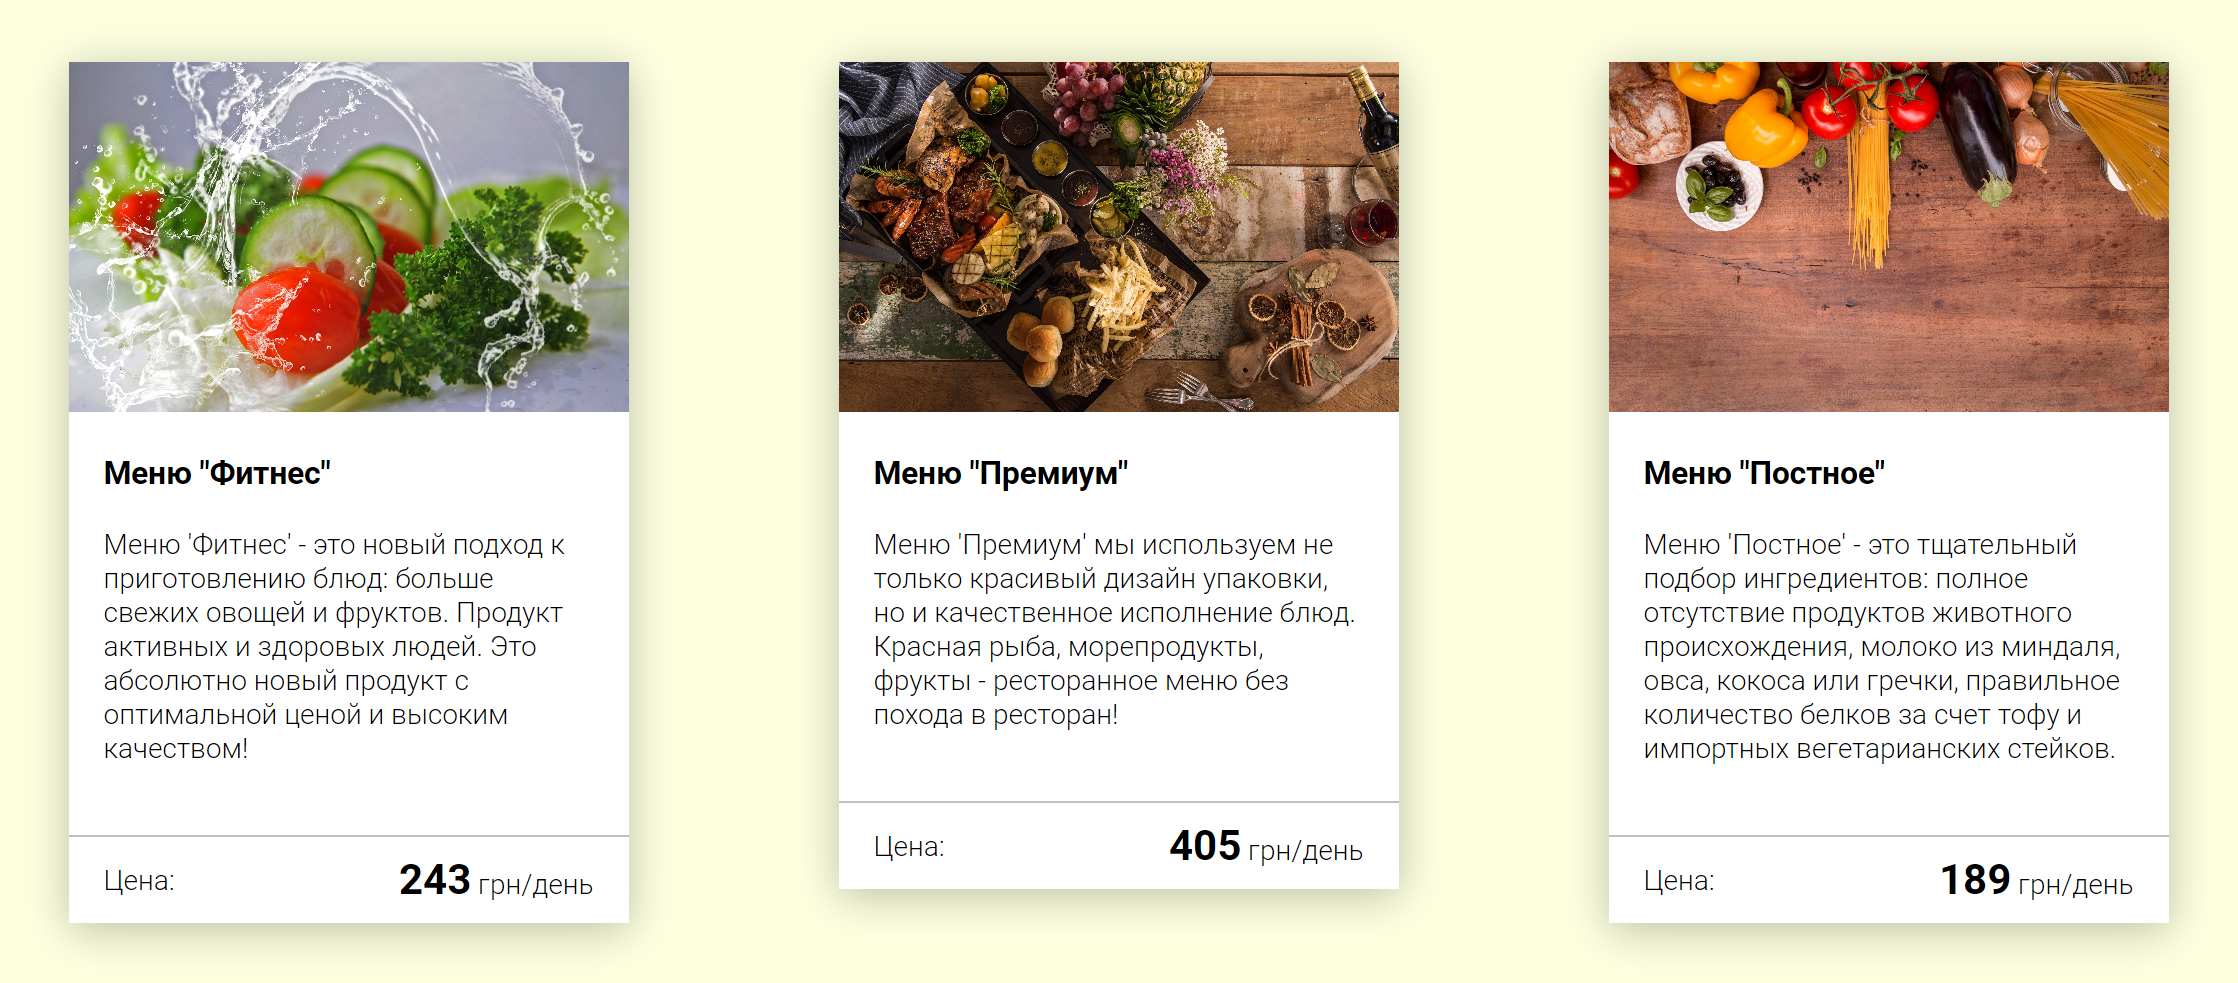 Меню "Фитнес"
Меню 'Фитнес' - это новый подход к
приготовлению блюд: больше
свежих овощей и фруктов. Продукт
активных и здоровых людей. Это
абсолютно новый продукт с
оптимальной ценой и высоким
качеством!
Цена:
243 грн/день
Меню "Премиум"
Меню 'Премиум' мы используем не
только красивый дизайн упаковки,
но и качественное исполнение блюд.
Красная рыба, морепродукты,
фрукты - ресторанное меню без
похода в ресторан!
Цена:
405 грн/день
Меню "Постное"
Меню 'Постное' - это тщательный
подбор ингредиентов: полное
отсутствие продуктов животного
происхождения, молоко из миндаля,
овса, кокоса или гречки, правильное
количество белков за счет тофу и
импортных вегетарианских стейков.
Цена:
189 грн/день